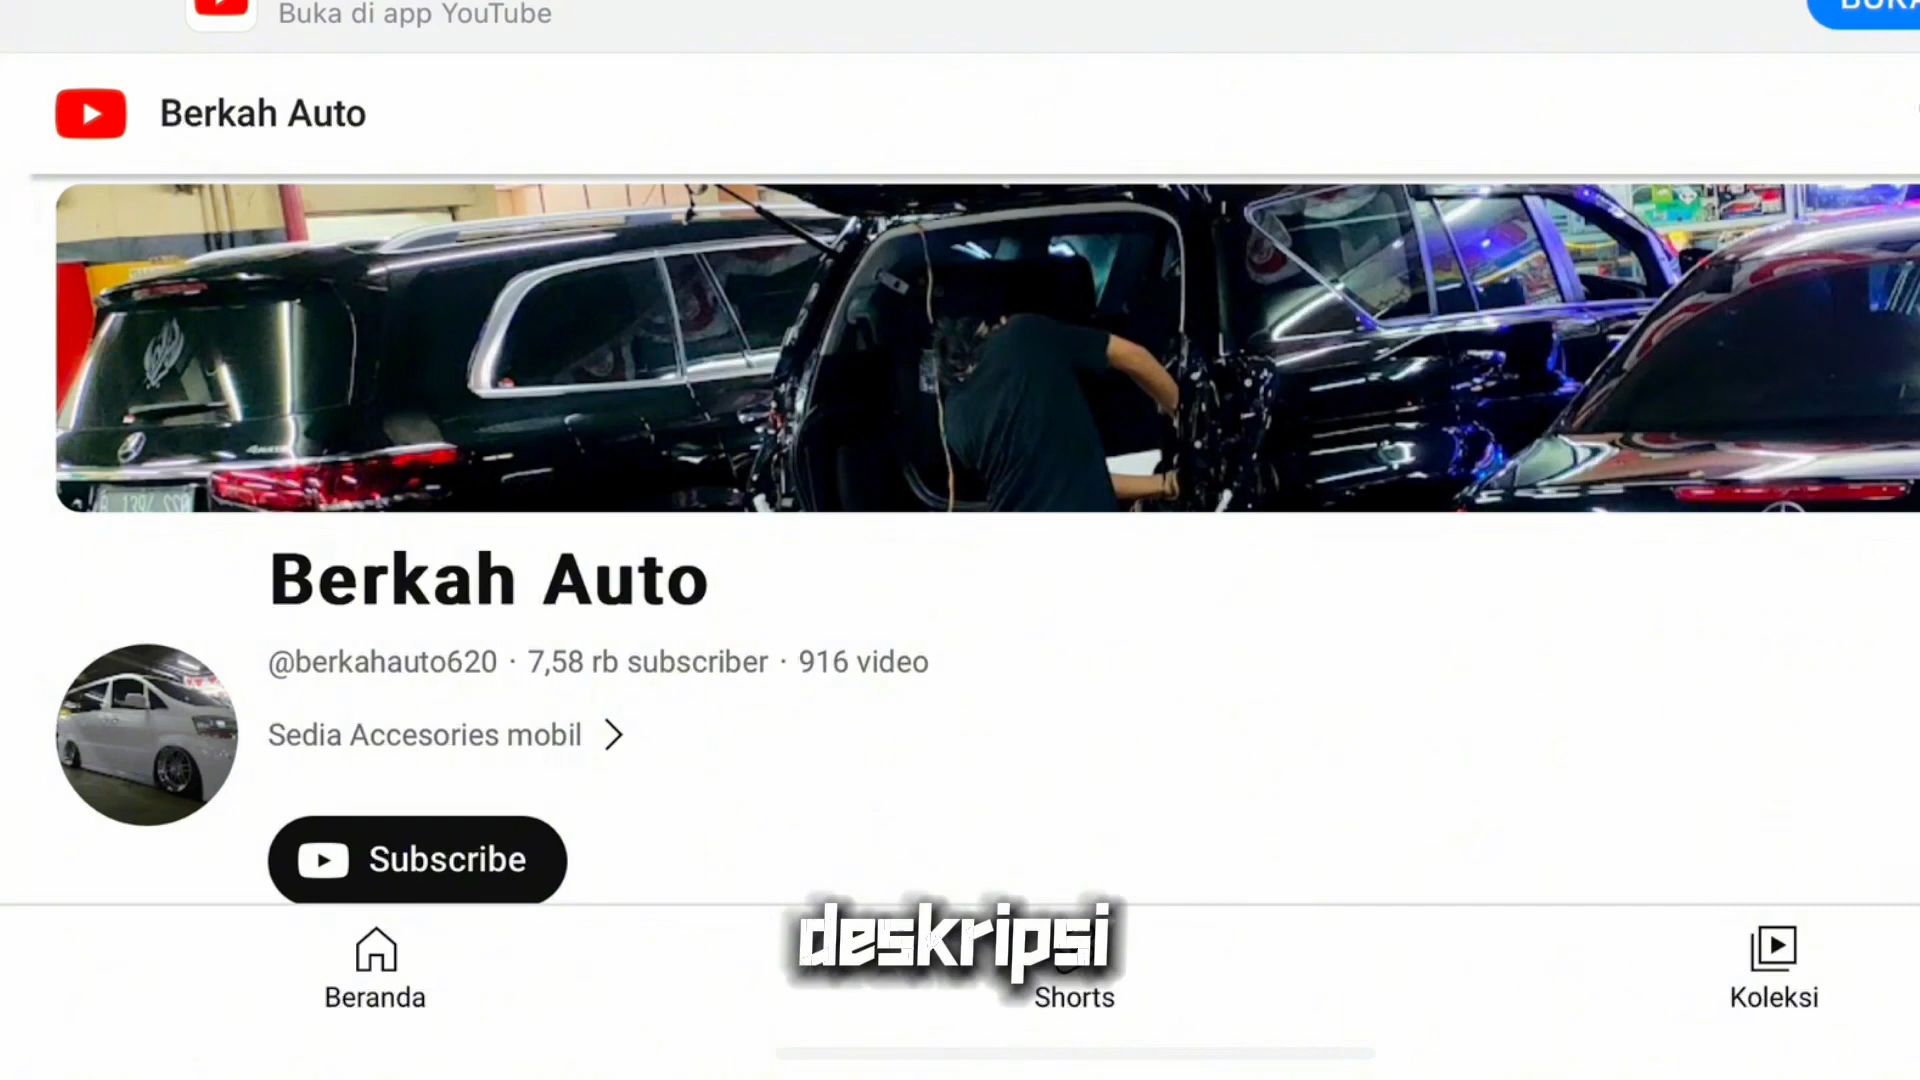 Buka di app YouTube
Berkah Auto
Berkah Auto
@berkahauto620 · 7,58 rb subscriber · 916 video
Sedia Accesories mobil
Subscribe
deskripsi
Beranda
Shorts
Koleksi